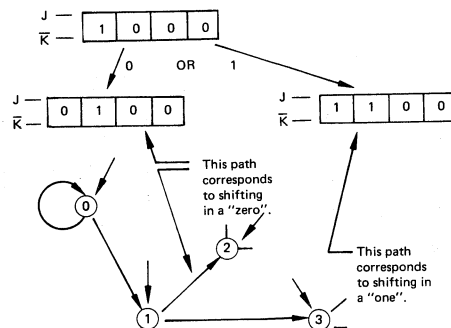 J —
K̅ —
1 0 0 0
0 OR 1
J —
K̅ —
0 1 0 0
J —
K̅ —
1 1 0 0
This path
corresponds
to shifting
in a "zero".
0
2
This path
corresponds
to shifting
in a "one".
1
3